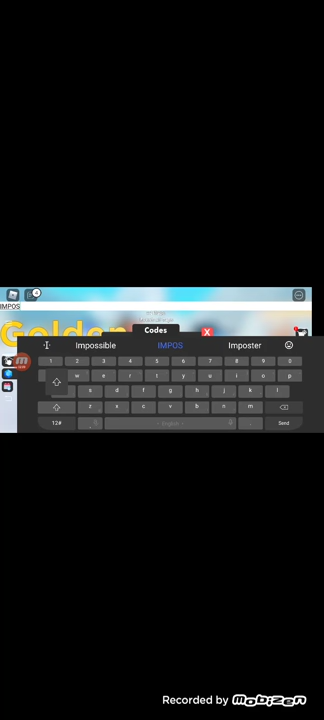 4
IMPOS
Golden
Codes
X
Impossible IMPOS Imposter
1 2 3 4 5 6 7 8 9 0
w e r t y u i o p
s d f g h j k l
z x c v b n m
12# English . Send
Recorded by mobizen